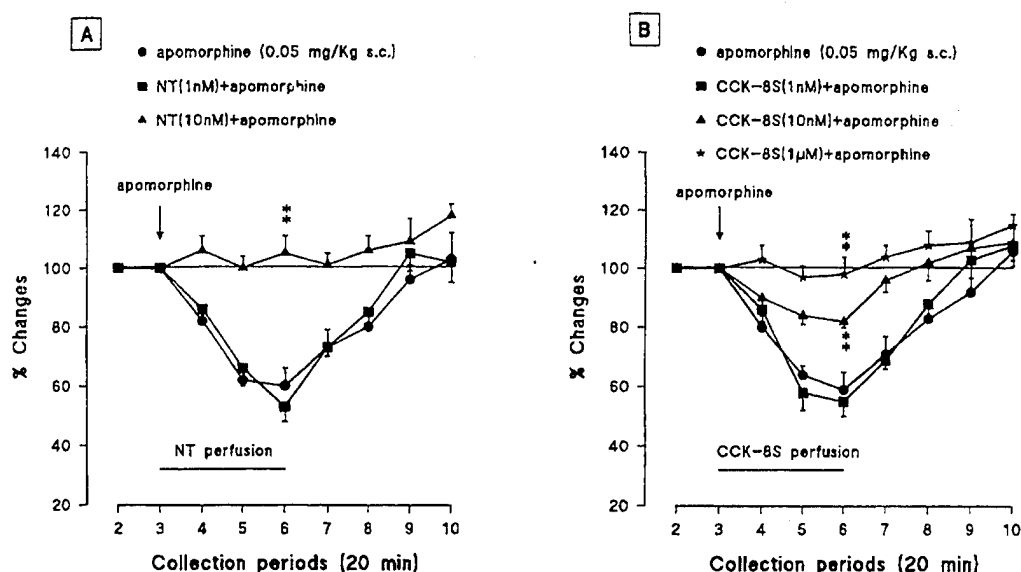 A
apomorphine (0.05 mg/Kg s.c.)
NT(1nM)+apomorphine
NT(10nM)+apomorphine
140
120
100
80
60
40
20
% Changes
apomorphine
**
NT perfusion
2 3 4 5 6 7 8 9 10
Collection periods (20 min)
B
apomorphine (0.05 mg/Kg s.c.)
CCK-8S(1nM)+apomorphine
CCK-8S(10nM)+apomorphine
CCK-8S(1μM)+apomorphine
140
120
100
80
60
40
20
% Changes
apomorphine
**
**
CCK-8S perfusion
2 3 4 5 6 7 8 9 10
Collection periods (20 min)